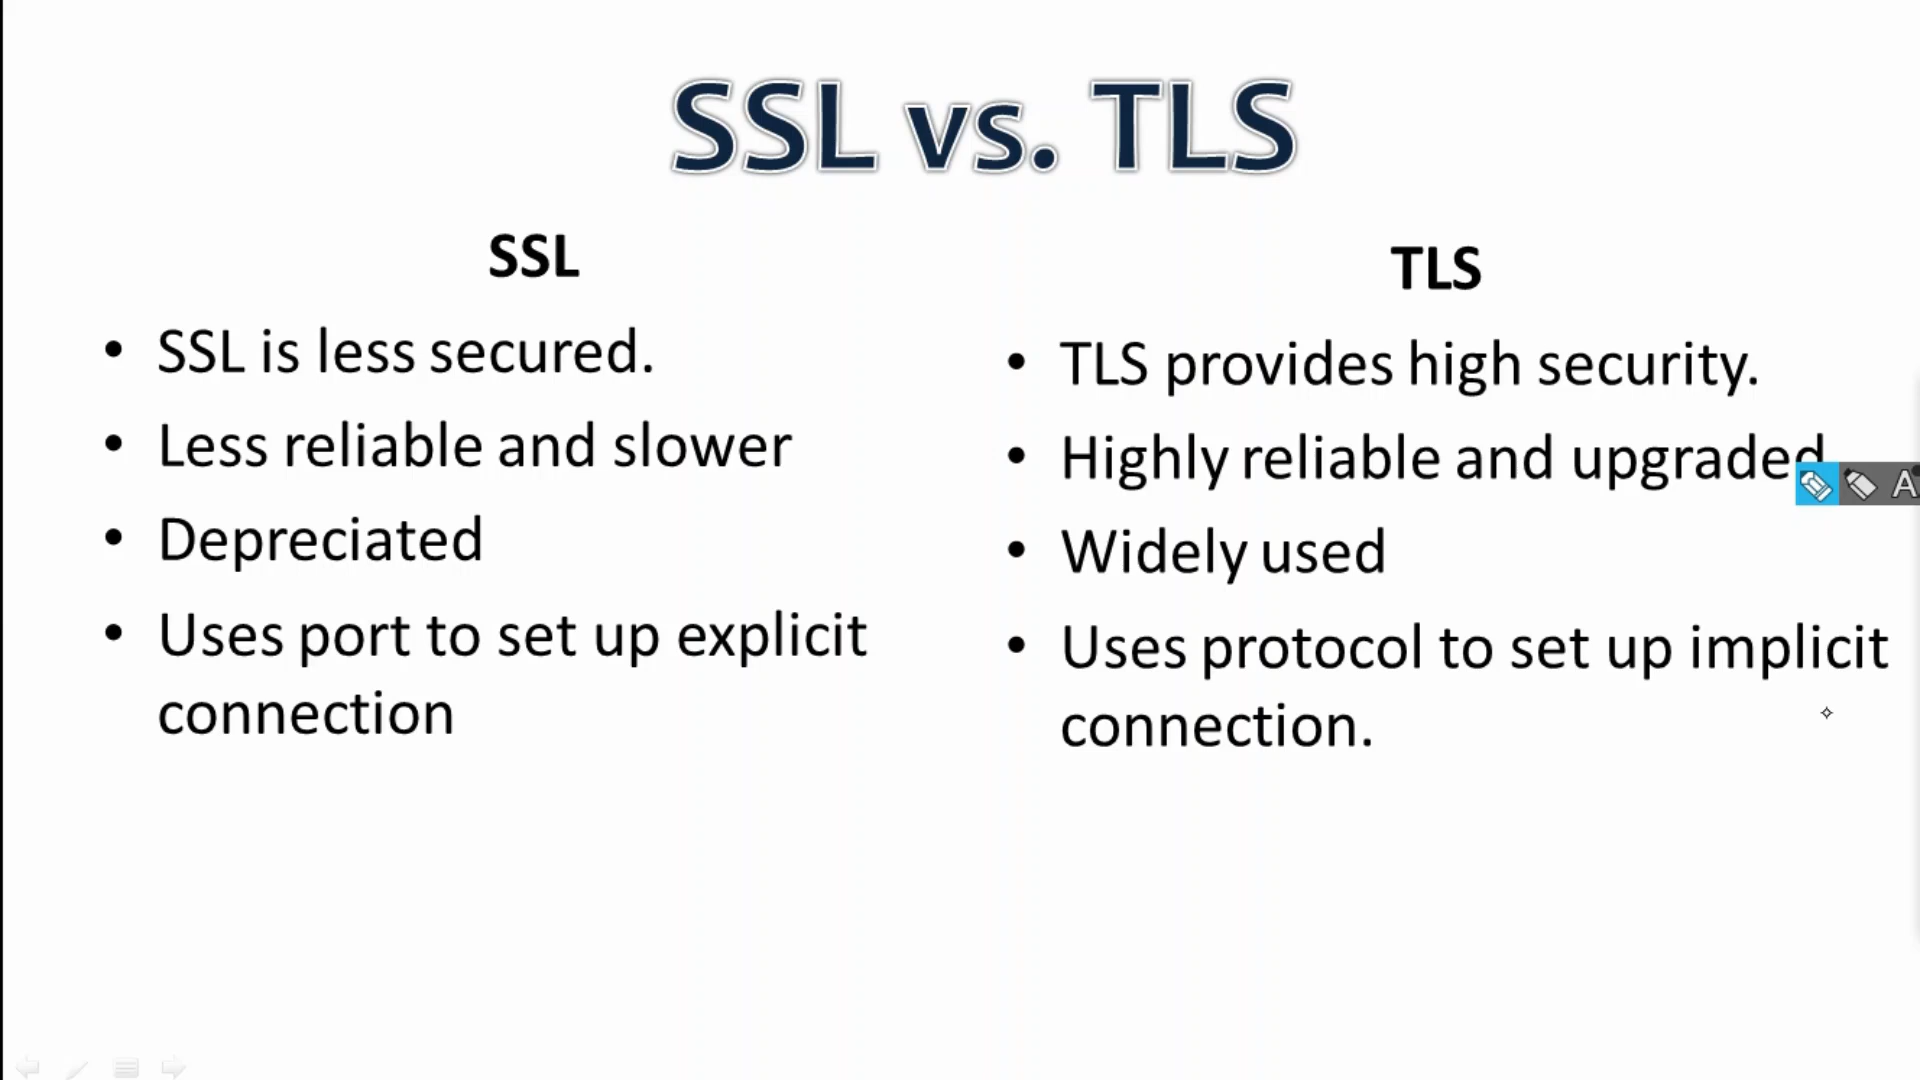 SSL vs. TLS
SSL
• SSL is less secured.
• Less reliable and slower
• Depreciated
• Uses port to set up explicit
connection
TLS
• TLS provides high security.
• Highly reliable and upgraded
• Widely used
• Uses protocol to set up implicit
connection.
A